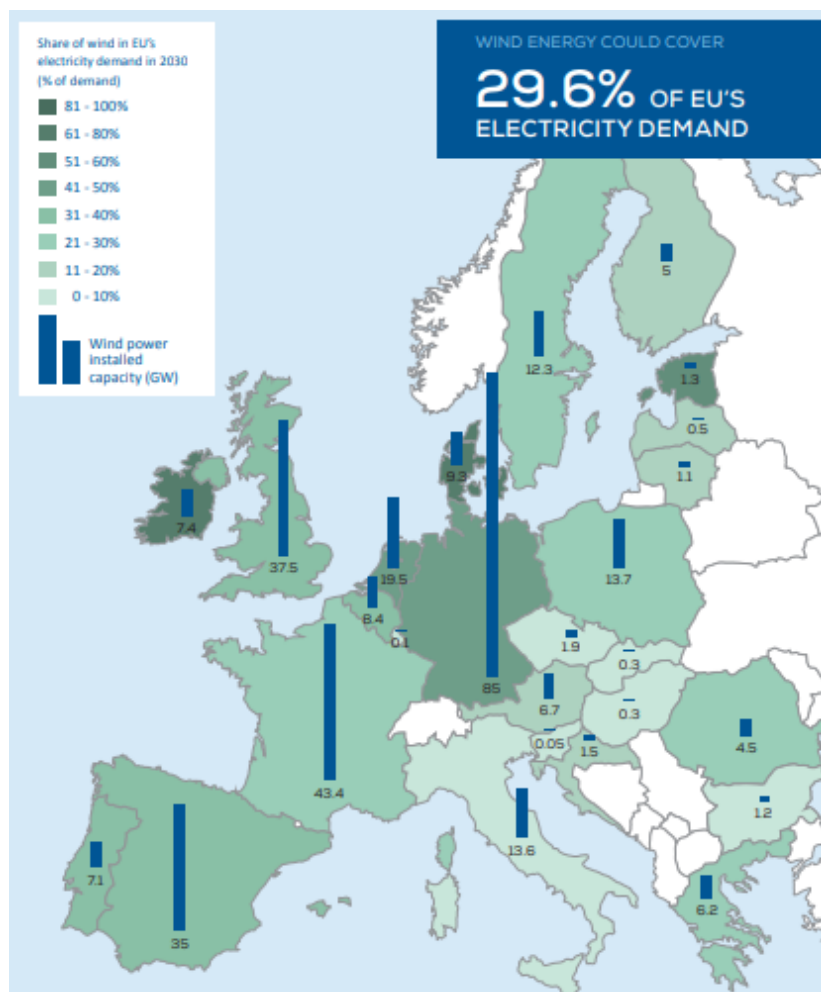 Share of wind in EU's
electricity demand in 2030
(% of demand)
81 - 100%
61 - 80%
51 - 60%
41 - 50%
31 - 40%
21 - 30%
11 - 20%
0 - 10%
Wind power
installed
capacity (GW)
WIND ENERGY COULD COVER
29.6% OF EU'S
ELECTRICITY DEMAND
5
12.3
1.3
0.5
1.1
9.3
7.4
37.5
19.5
13.7
8.4
0.1
1.9
0.3
85
6.7
0.3
0.05
1.5
4.5
43.4
1.2
13.6
7.1
6.2
35